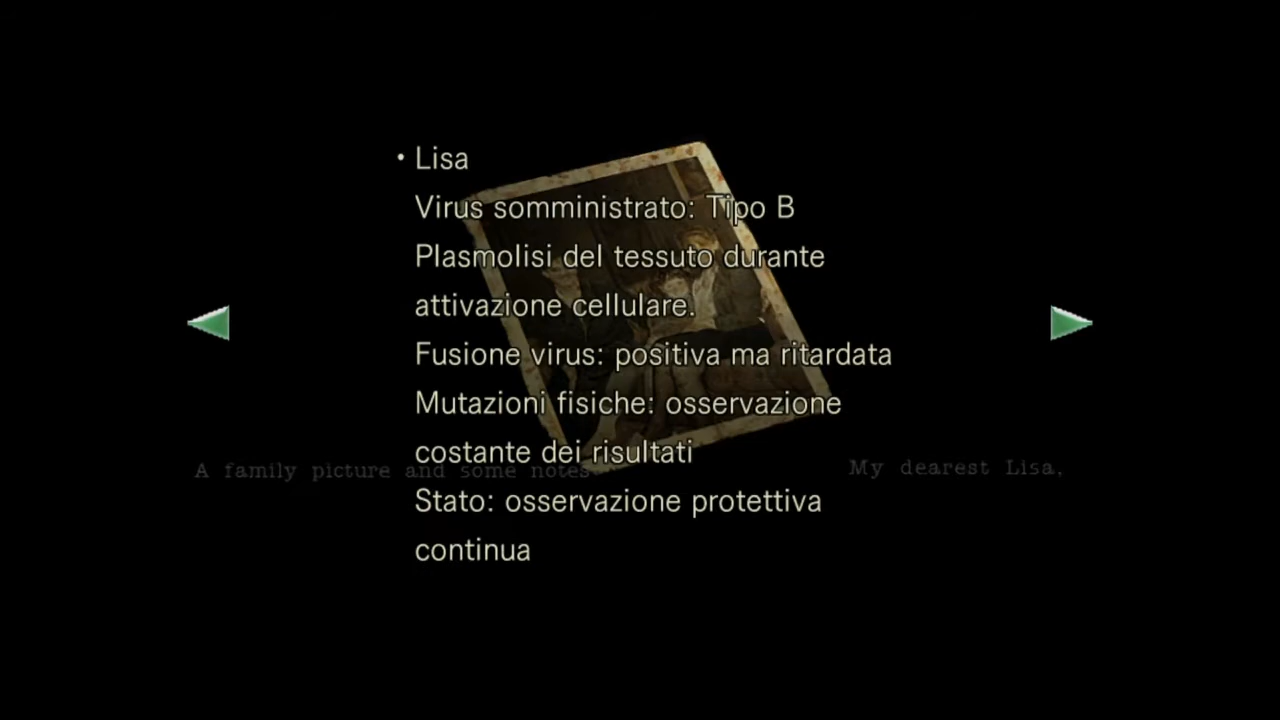 • Lisa
Virus somministrato: Tipo B
Plasmolisi del tessuto durante
attivazione cellulare.
Fusione virus: positiva ma ritardata
Mutazioni fisiche: osservazione
costante dei risultati
A family picture and some notes
My dearest Lisa,
Stato: osservazione protettiva
continua